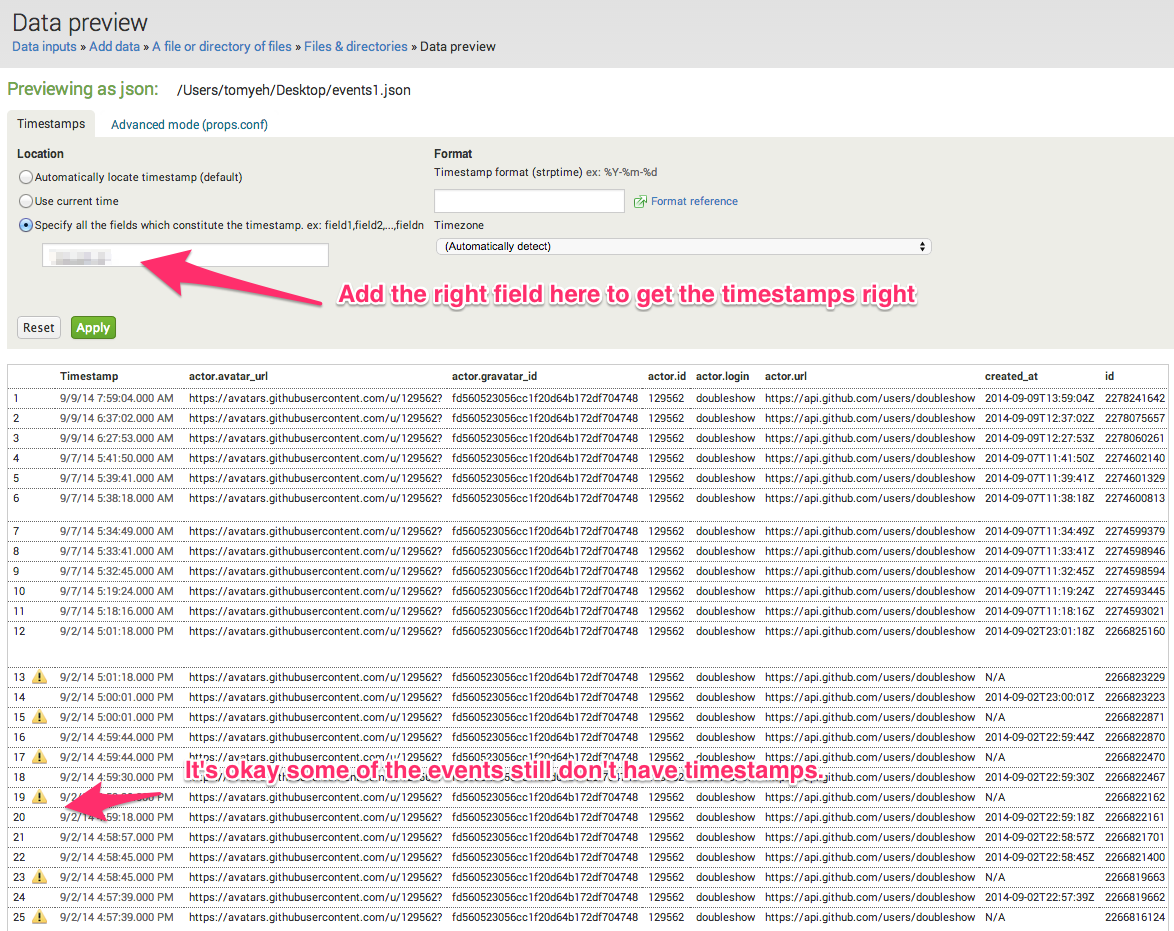 Data preview
Data inputs » Add data » A file or directory of files » Files & directories » Data preview
Previewing as json: /Users/tomyeh/Desktop/events1.json
Timestamps Advanced mode (props.conf)
Location Format
Automatically locate timestamp (default) Timestamp format (strptime) ex: %Y-%m-%d
Use current time Format reference
Specify all the fields which constitute the timestamp. ex: field1,field2,...,fieldn Timezone
(Automatically detect)
Add the right field here to get the timestamps right
Reset Apply
Timestamp actor.avatar_url actor.gravatar_id actor.id actor.login actor.url created_at id
1 9/9/14 7:59:04.000 AM https://avatars.githubusercontent.com/u/129562? fd560523056cc1f20d64b172df704748 129562 doubleshow https://api.github.com/users/doubleshow 2014-09-09T13:59:04Z 2278241642
2 9/9/14 6:37:02.000 AM https://avatars.githubusercontent.com/u/129562? fd560523056cc1f20d64b172df704748 129562 doubleshow https://api.github.com/users/doubleshow 2014-09-09T12:37:02Z 2278075657
3 9/9/14 6:27:53.000 AM https://avatars.githubusercontent.com/u/129562? fd560523056cc1f20d64b172df704748 129562 doubleshow https://api.github.com/users/doubleshow 2014-09-09T12:27:53Z 2278060261
4 9/7/14 5:41:50.000 AM https://avatars.githubusercontent.com/u/129562? fd560523056cc1f20d64b172df704748 129562 doubleshow https://api.github.com/users/doubleshow 2014-09-07T11:41:50Z 2274602140
5 9/7/14 5:39:41.000 AM https://avatars.githubusercontent.com/u/129562? fd560523056cc1f20d64b172df704748 129562 doubleshow https://api.github.com/users/doubleshow 2014-09-07T11:39:41Z 2274601329
6 9/7/14 5:38:18.000 AM https://avatars.githubusercontent.com/u/129562? fd560523056cc1f20d64b172df704748 129562 doubleshow https://api.github.com/users/doubleshow 2014-09-07T11:38:18Z 2274600813
7 9/7/14 5:34:49.000 AM https://avatars.githubusercontent.com/u/129562? fd560523056cc1f20d64b172df704748 129562 doubleshow https://api.github.com/users/doubleshow 2014-09-07T11:34:49Z 2274599379
8 9/7/14 5:33:41.000 AM https://avatars.githubusercontent.com/u/129562? fd560523056cc1f20d64b172df704748 129562 doubleshow https://api.github.com/users/doubleshow 2014-09-07T11:33:41Z 2274598946
9 9/7/14 5:32:45.000 AM https://avatars.githubusercontent.com/u/129562? fd560523056cc1f20d64b172df704748 129562 doubleshow https://api.github.com/users/doubleshow 2014-09-07T11:32:45Z 2274598594
10 9/7/14 5:19:24.000 AM https://avatars.githubusercontent.com/u/129562? fd560523056cc1f20d64b172df704748 129562 doubleshow https://api.github.com/users/doubleshow 2014-09-07T11:19:24Z 2274593445
11 9/7/14 5:18:16.000 AM https://avatars.githubusercontent.com/u/129562? fd560523056cc1f20d64b172df704748 129562 doubleshow https://api.github.com/users/doubleshow 2014-09-07T11:18:16Z 2274593021
12 9/2/14 5:01:18.000 PM https://avatars.githubusercontent.com/u/129562? fd560523056cc1f20d64b172df704748 129562 doubleshow https://api.github.com/users/doubleshow 2014-09-02T23:01:18Z 2266825160
13 9/2/14 5:01:18.000 PM https://avatars.githubusercontent.com/u/129562? fd560523056cc1f20d64b172df704748 129562 doubleshow https://api.github.com/users/doubleshow N/A 2266823229
14 9/2/14 5:00:01.000 PM https://avatars.githubusercontent.com/u/129562? fd560523056cc1f20d64b172df704748 129562 doubleshow https://api.github.com/users/doubleshow 2014-09-02T23:00:01Z 2266823223
15 9/2/14 5:00:01.000 PM https://avatars.githubusercontent.com/u/129562? fd560523056cc1f20d64b172df704748 129562 doubleshow https://api.github.com/users/doubleshow N/A 2266822871
16 9/2/14 4:59:44.000 PM https://avatars.githubusercontent.com/u/129562? fd560523056cc1f20d64b172df704748 129562 doubleshow https://api.github.com/users/doubleshow 2014-09-02T22:59:44Z 2266822870
17 9/2/14 4:59:44.000 PM https://avatars.githubusercontent.com/u/129562? fd560523056cc1f20d64b172df704748 129562 doubleshow https://api.github.com/users/doubleshow N/A 2266822470
It's okay some of the events still don't have timestamps.
18 9/2/14 4:59:30.000 PM 2014-09-02T22:59:30Z 2266822467
19 https://avatars.githubusercontent.com/u/129562? fd560523056cc1f20d64b172df704748 129562 doubleshow https://api.github.com/users/doubleshow N/A 2266822162
20 9/2/14 4:59:18.000 PM https://avatars.githubusercontent.com/u/129562? fd560523056cc1f20d64b172df704748 129562 doubleshow https://api.github.com/users/doubleshow 2014-09-02T22:59:18Z 2266822161
21 9/2/14 4:58:57.000 PM https://avatars.githubusercontent.com/u/129562? fd560523056cc1f20d64b172df704748 129562 doubleshow https://api.github.com/users/doubleshow 2014-09-02T22:58:57Z 2266821701
22 9/2/14 4:58:45.000 PM https://avatars.githubusercontent.com/u/129562? fd560523056cc1f20d64b172df704748 129562 doubleshow https://api.github.com/users/doubleshow 2014-09-02T22:58:45Z 2266821400
23 9/2/14 4:58:45.000 PM https://avatars.githubusercontent.com/u/129562? fd560523056cc1f20d64b172df704748 129562 doubleshow https://api.github.com/users/doubleshow N/A 2266819663
24 9/2/14 4:57:39.000 PM https://avatars.githubusercontent.com/u/129562? fd560523056cc1f20d64b172df704748 129562 doubleshow https://api.github.com/users/doubleshow 2014-09-02T22:57:39Z 2266819662
25 9/2/14 4:57:39.000 PM https://avatars.githubusercontent.com/u/129562? fd560523056cc1f20d64b172df704748 129562 doubleshow https://api.github.com/users/doubleshow N/A 2266816124